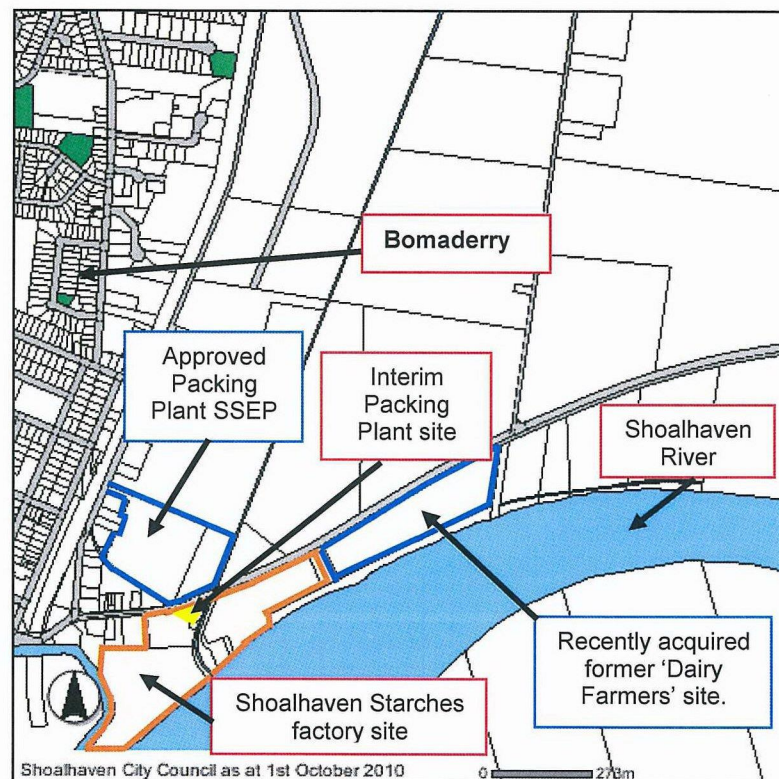 Bomaderry
Approved
Packing
Plant SSEP
Interim
Packing
Plant site
Shoalhaven
River
Recently acquired
former ‘Dairy
Farmers’ site.
Shoalhaven Starches
factory site
Shoalhaven City Council as at 1st October 2010
0 273m